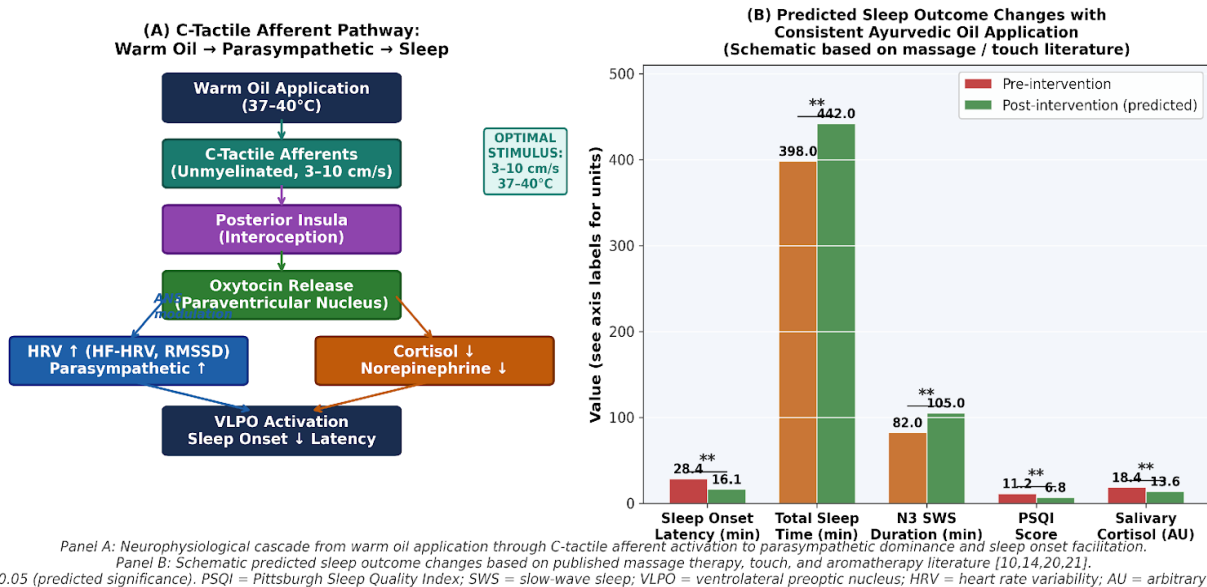 (A) C-Tactile Afferent Pathway:
Warm Oil → Parasympathetic → Sleep
Warm Oil Application
(37–40°C)
C-Tactile Afferents
(Unmyelinated, 3–10 cm/s)
OPTIMAL
STIMULUS:
3–10 cm/s
37–40°C
Posterior Insula
(Interoception)
Oxytocin Release
(Paraventricular Nucleus)
ANS
modulation
HRV ↑ (HF-HRV, RMSSD)
Parasympathetic ↑
Cortisol ↓
Norepinephrine ↓
VLPO Activation
Sleep Onset ↓ Latency
(B) Predicted Sleep Outcome Changes with
Consistent Ayurvedic Oil Application
(Schematic based on massage / touch literature)
Pre-intervention
Post-intervention (predicted)
Value (see axis labels for units)
500
400
300
200
100
0
28.4
**
16.1
398.0
**
442.0
82.0
**
105.0
11.2
**
6.8
18.4
**
13.6
Sleep Onset
Latency (min)
Total Sleep
Time (min)
N3 SWS
Duration (min)
PSQI
Score
Salivary
Cortisol (AU)
Panel A: Neurophysiological cascade from warm oil application through C-tactile afferent activation to parasympathetic dominance and sleep onset facilitation.
Panel B: Schematic predicted sleep outcome changes based on published massage therapy, touch, and aromatherapy literature [10,14,20,21].
0.05 (predicted significance). PSQI = Pittsburgh Sleep Quality Index; SWS = slow-wave sleep; VLPO = ventrolateral preoptic nucleus; HRV = heart rate variability; AU = arbitrary